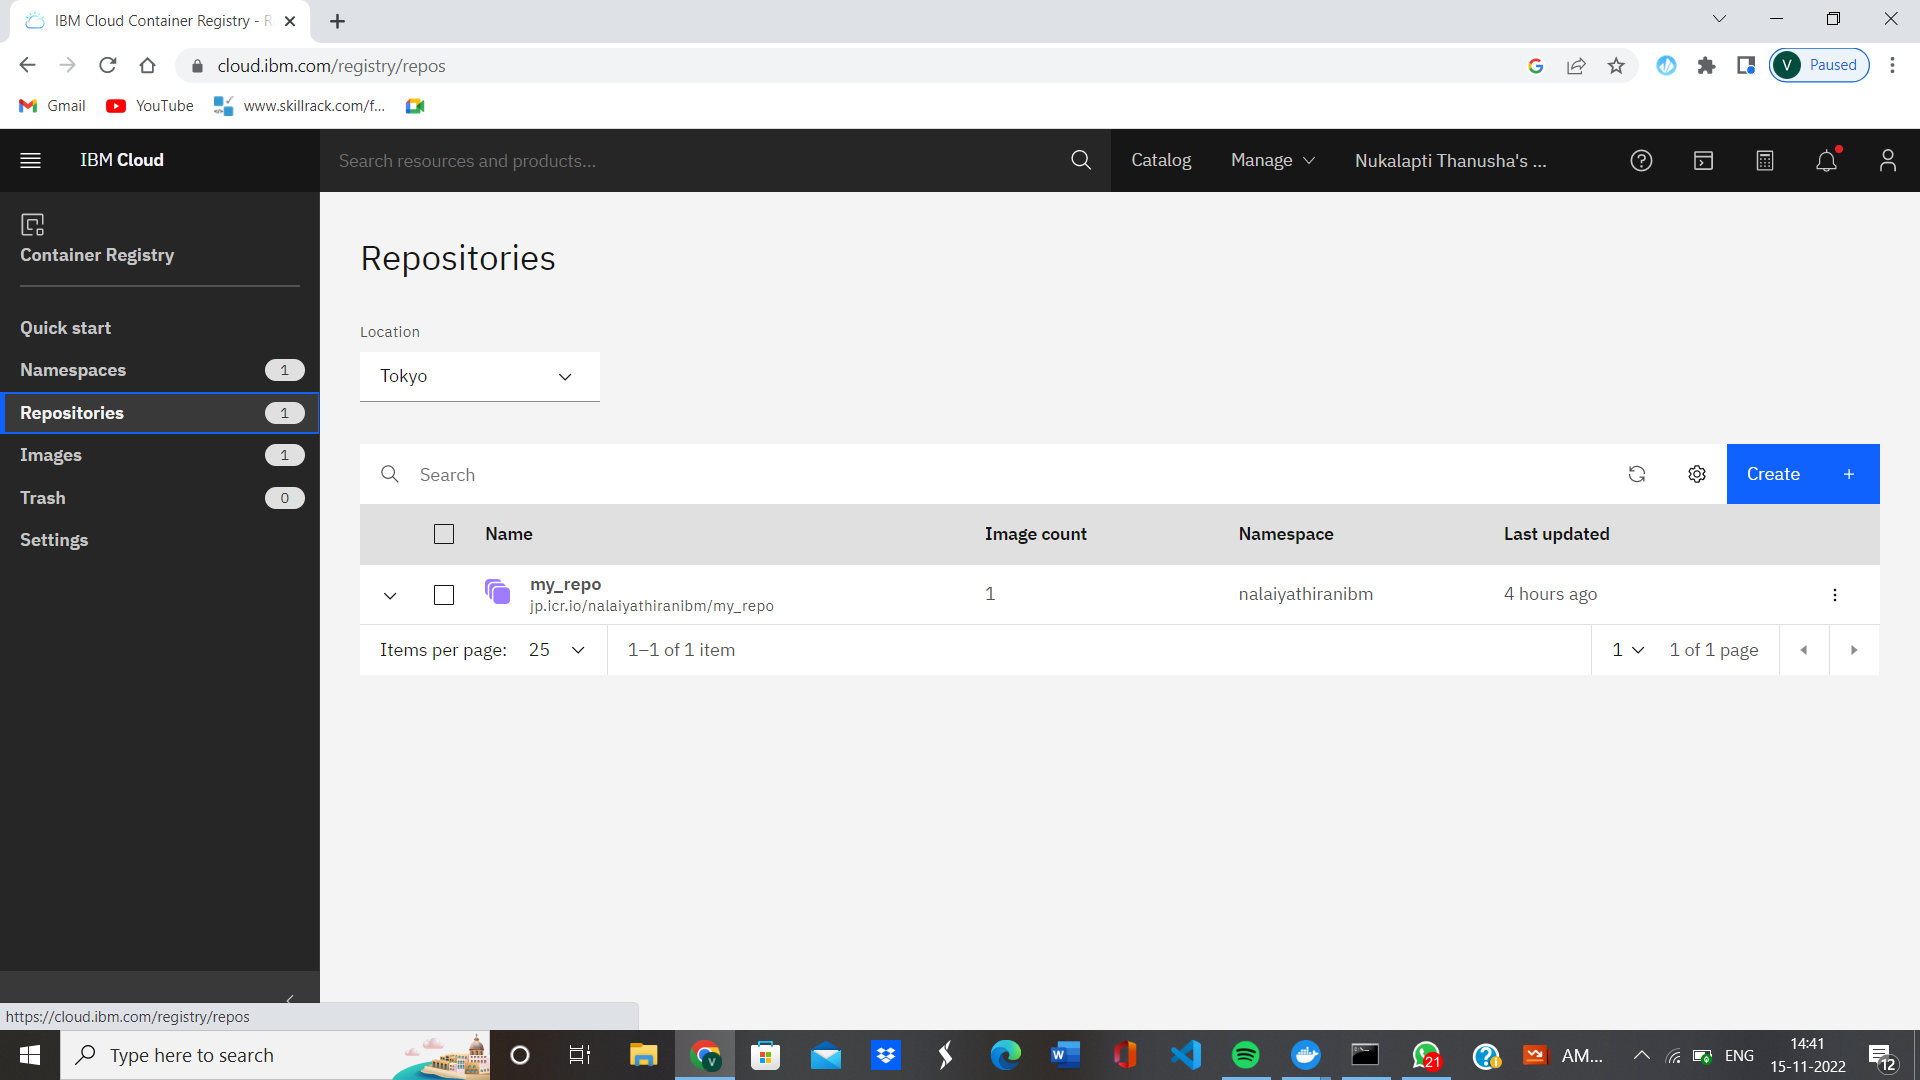 IBM Cloud Container Registry - R
cloud.ibm.com/registry/repos
V Paused
Gmail YouTube www.skillrack.com/f...
IBM Cloud
Search resources and products...
Catalog Manage Nukalapti Thanusha's ...
Container Registry
Quick start
Namespaces 1
Repositories 1
Images 1
Trash 0
Settings
Repositories
Location
Tokyo
Search
Create +
Name Image count Namespace Last updated
my_repo
jp.icr.io/nalaiyathiranibm/my_repo
1 nalaiyathiranibm 4 hours ago
Items per page: 25 1–1 of 1 item 1 1 of 1 page
https://cloud.ibm.com/registry/repos
Type here to search
21
AM...
ENG
14:41
15-11-2022
12